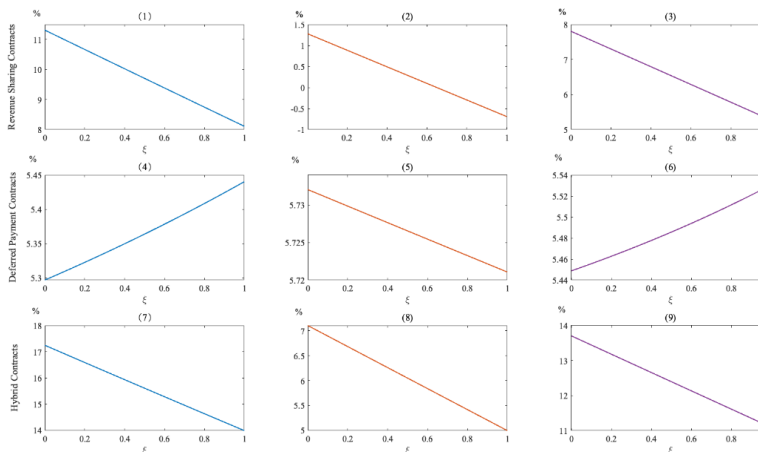 % (1) (2) (3)
Revenue Sharing Contracts
11
10
9
8
0 0.2 0.4 0.6 0.8 1
ξ
%
1.5
1
0.5
0
-0.5
-1
0.2 0.4 0.6 0.8 1
ξ
%
8
7
6
5
0 0.2 0.4 0.6 0.8
ξ
% (4) (5) (6)
Deferred Payment Contracts
5.45
5.4
5.35
5.3
0 0.2 0.4 0.6 0.8 1
ξ
%
5.73
5.725
5.72
0 0.2 0.4 0.6 0.8 1
ξ
%
5.54
5.52
5.5
5.48
5.46
5.44
0 0.2 0.4 0.6 0.8
ξ
% (7) (8) (9)
Hybrid Contracts
18
17
16
15
14
0 0.2 0.4 0.6 0.8 1
ξ
%
7
6.5
6
5.5
5
0 0.2 0.4 0.6 0.8 1
ξ
%
14
13
12
11
0 0.2 0.4 0.6 0.8
ξ